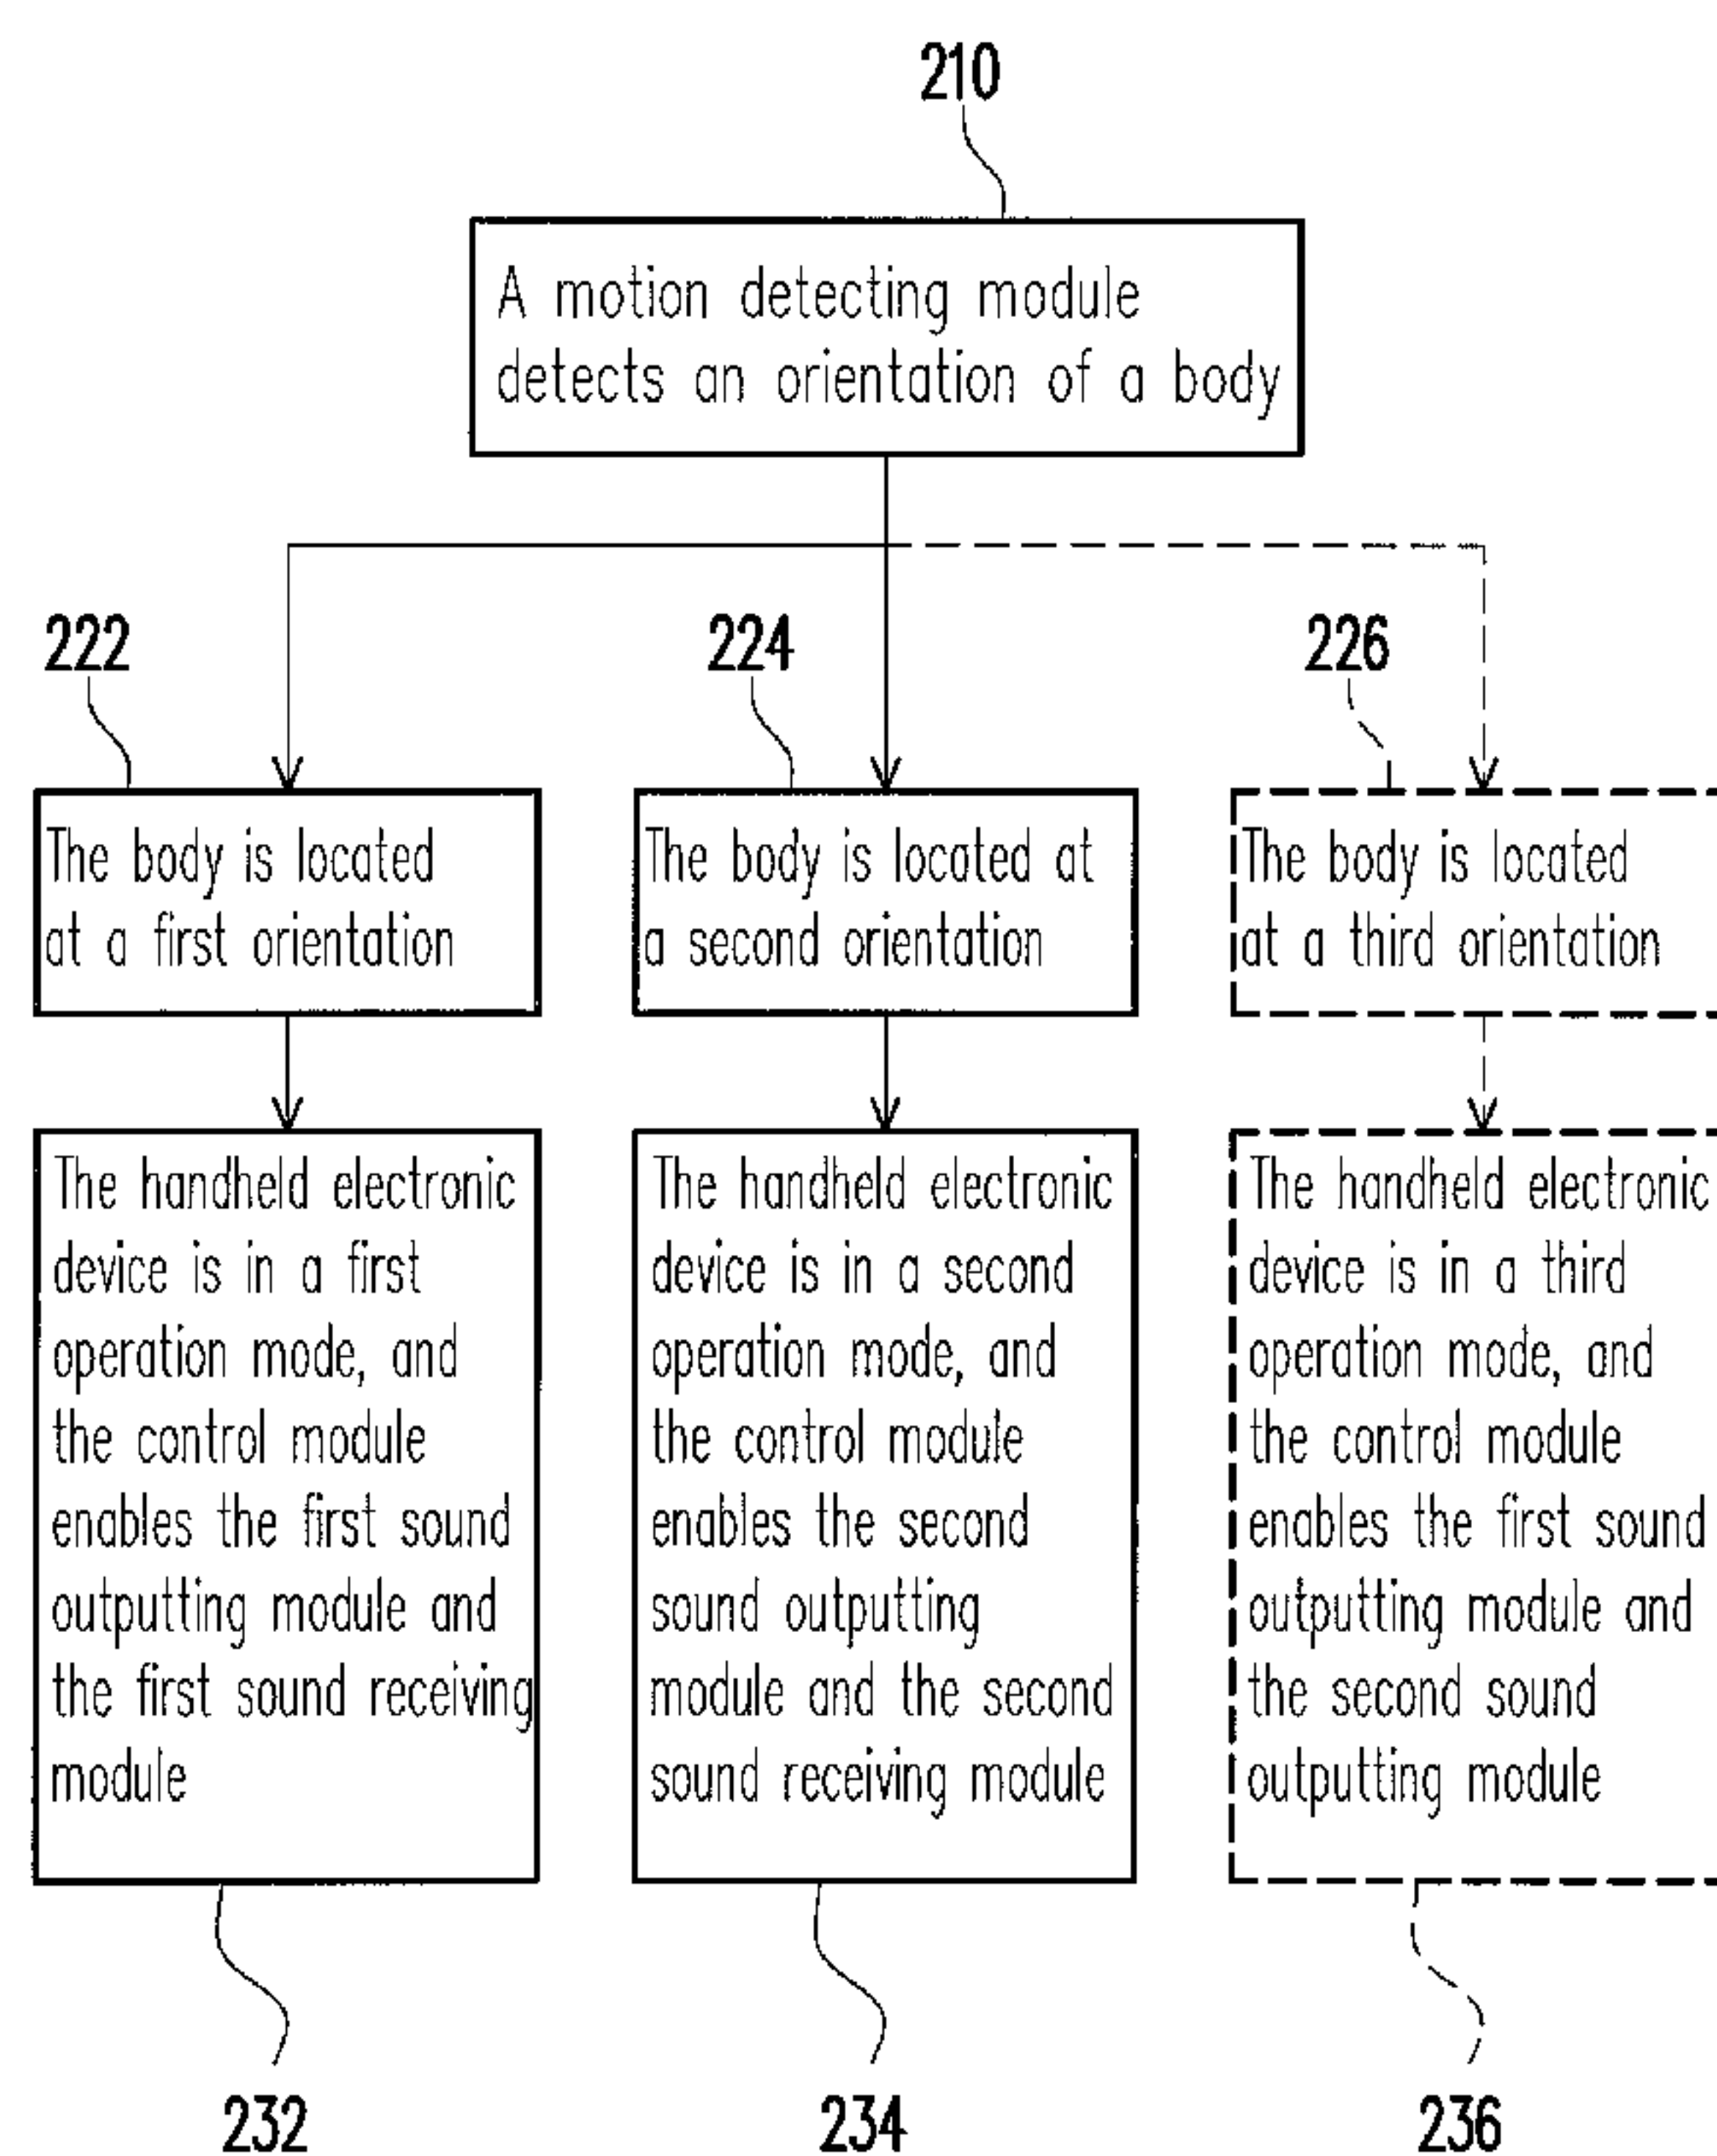 210
A motion detecting module
detects an orientation of a body
222
224
226
The body is located
at a first orientation
The body is located at
a second orientation
The body is located
at a third orientation
The handheld electronic
device is in a first
operation mode, and
the control module
enables the first sound
outputting module and
the first sound receiving
module
The handheld electronic
device is in a second
operation mode, and
the control module
enables the second
sound outputting
module and the second
sound receiving module
The handheld electronic
device is in a third
operation mode, and
the control module
enables the first sound
outputting module and
the second sound
outputting module
232
234
236